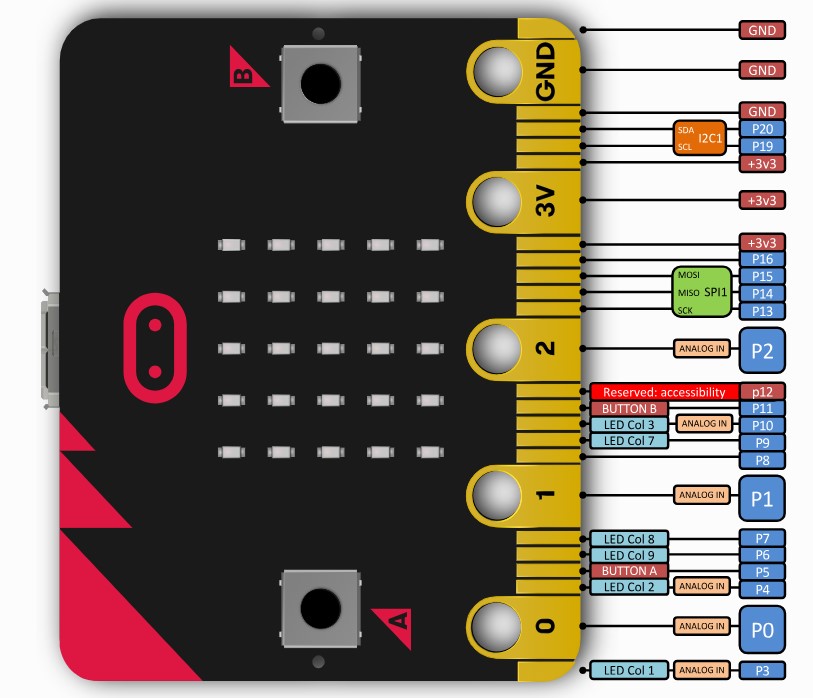 GND
B
GND
GND
GND
SDA I2C1 P20
SCL P19
+3v3
3V
+3v3
+3v3
P16
MOSI P15
MISO SPI1 P14
SCK P13
2
ANALOG IN P2
Reserved: accessibility p12
BUTTON B P11
LED Col 3 ANALOG IN P10
LED Col 7 P9
P8
1
ANALOG IN P1
LED Col 8 P7
LED Col 9 P6
BUTTON A P5
LED Col 2 ANALOG IN P4
A
0
ANALOG IN P0
LED Col 1 ANALOG IN P3